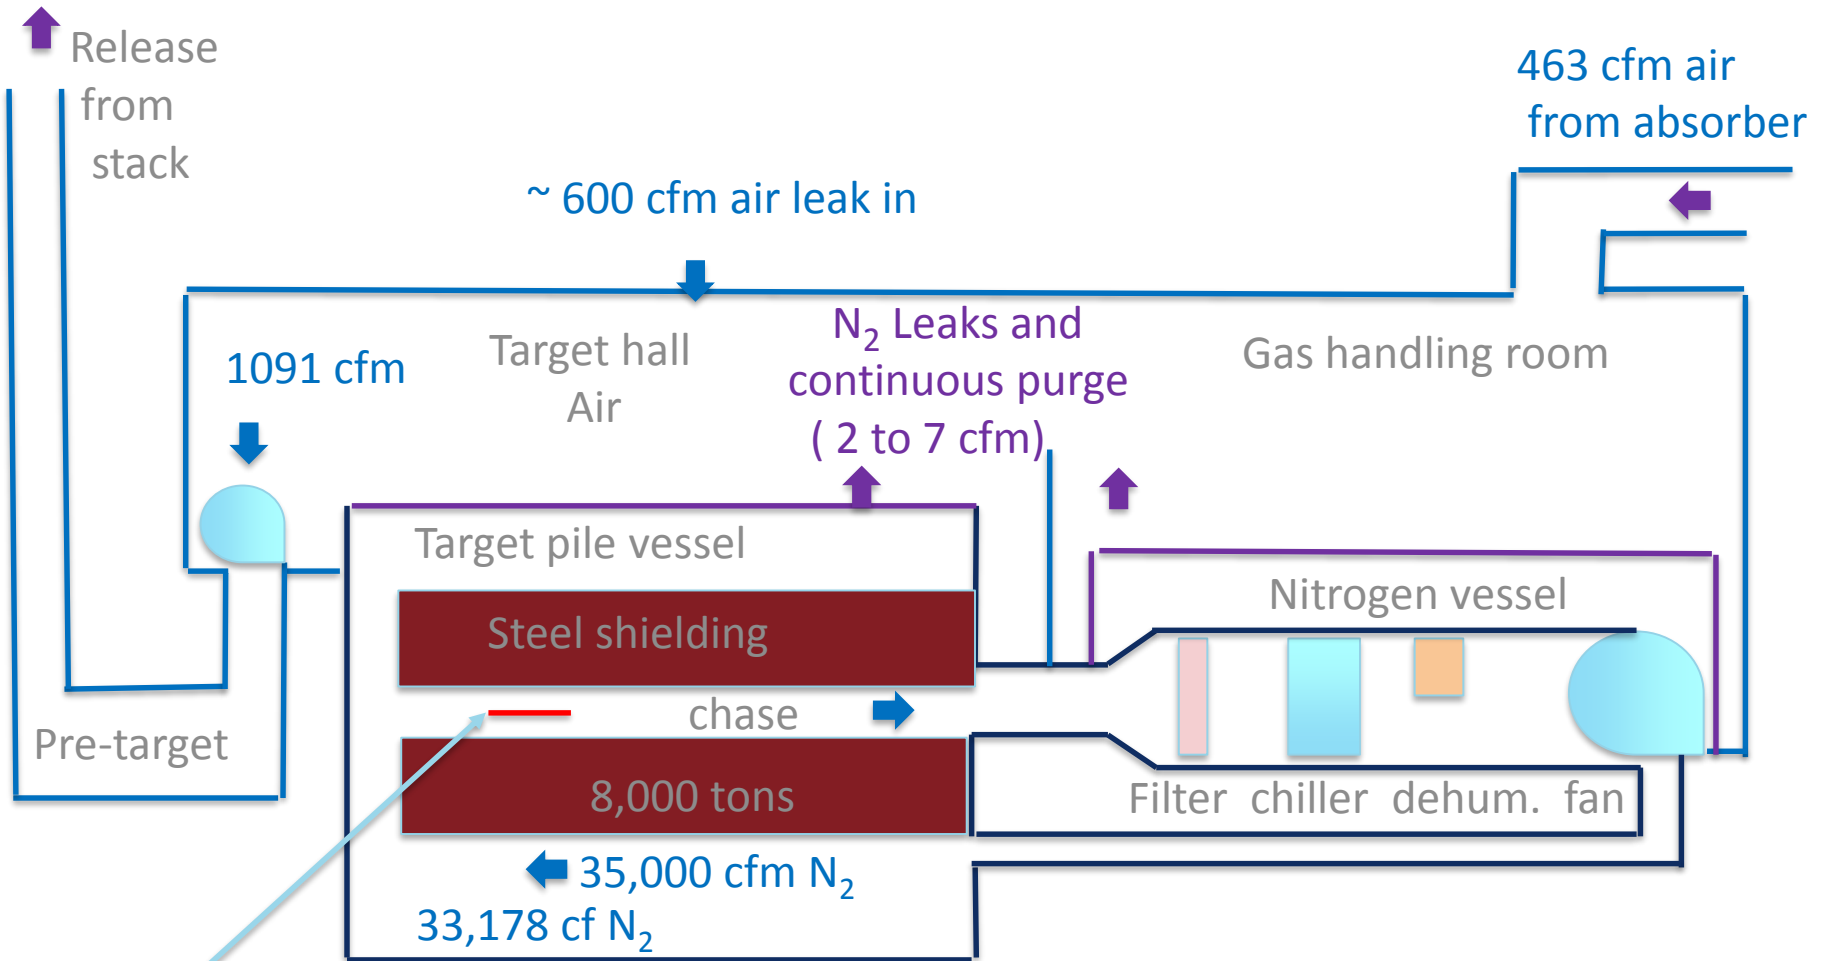 Release
from
stack
463 cfm air
from absorber
~ 600 cfm air leak in
1091 cfm
Target hall
Air
N₂ Leaks and
continuous purge
( 2 to 7 cfm)
Gas handling room
Target pile vessel
Nitrogen vessel
Steel shielding
chase
Pre-target
8,000 tons
Filter chiller dehum. fan
35,000 cfm N₂
33,178 cf N₂